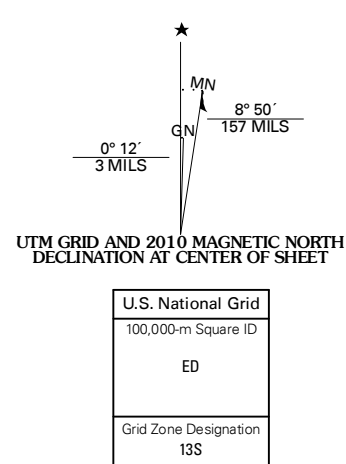 ★
MN
8° 50´
157 MILS
GN
0° 12´
3 MILS
UTM GRID AND 2010 MAGNETIC NORTH
DECLINATION AT CENTER OF SHEET
U.S. National Grid
100,000-m Square ID
ED
Grid Zone Designation
13S